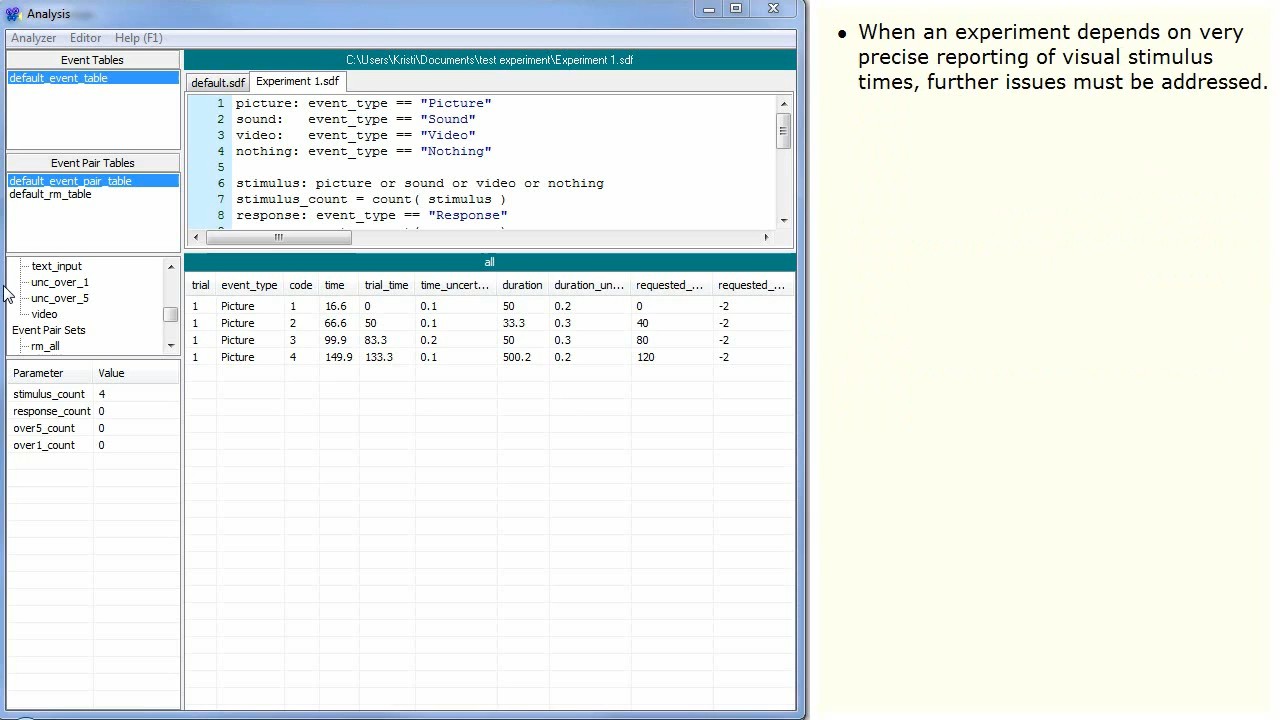 Analysis
Analyzer Editor Help (F1)
Event Tables
default_event_table
Event Pair Tables
default_event_pair_table
default_rm_table
text_input
unc_over_1
unc_over_5
video
Event Pair Sets
rm_all
Parameter Value
stimulus_count 4
response_count 0
over5_count 0
over1_count 0
C:\Users\Kristi\Documents\test experiment\Experiment 1.sdf
default.sdf Experiment 1.sdf
1 picture: event_type == "Picture"
2 sound: event_type == "Sound"
3 video: event_type == "Video"
4 nothing: event_type == "Nothing"
5
6 stimulus: picture or sound or video or nothing
7 stimulus_count = count( stimulus )
8 response: event_type == "Response"
all
trial event_type code time trial_time time_uncert... duration duration_un... requested_... requested_...
1 Picture 1 16.6 0 0.1 50 0.2 0 -2
1 Picture 2 66.6 50 0.1 33.3 0.3 40 -2
1 Picture 3 99.9 83.3 0.2 50 0.3 80 -2
1 Picture 4 149.9 133.3 0.1 500.2 0.2 120 -2
• When an experiment depends on very
precise reporting of visual stimulus
times, further issues must be addressed.